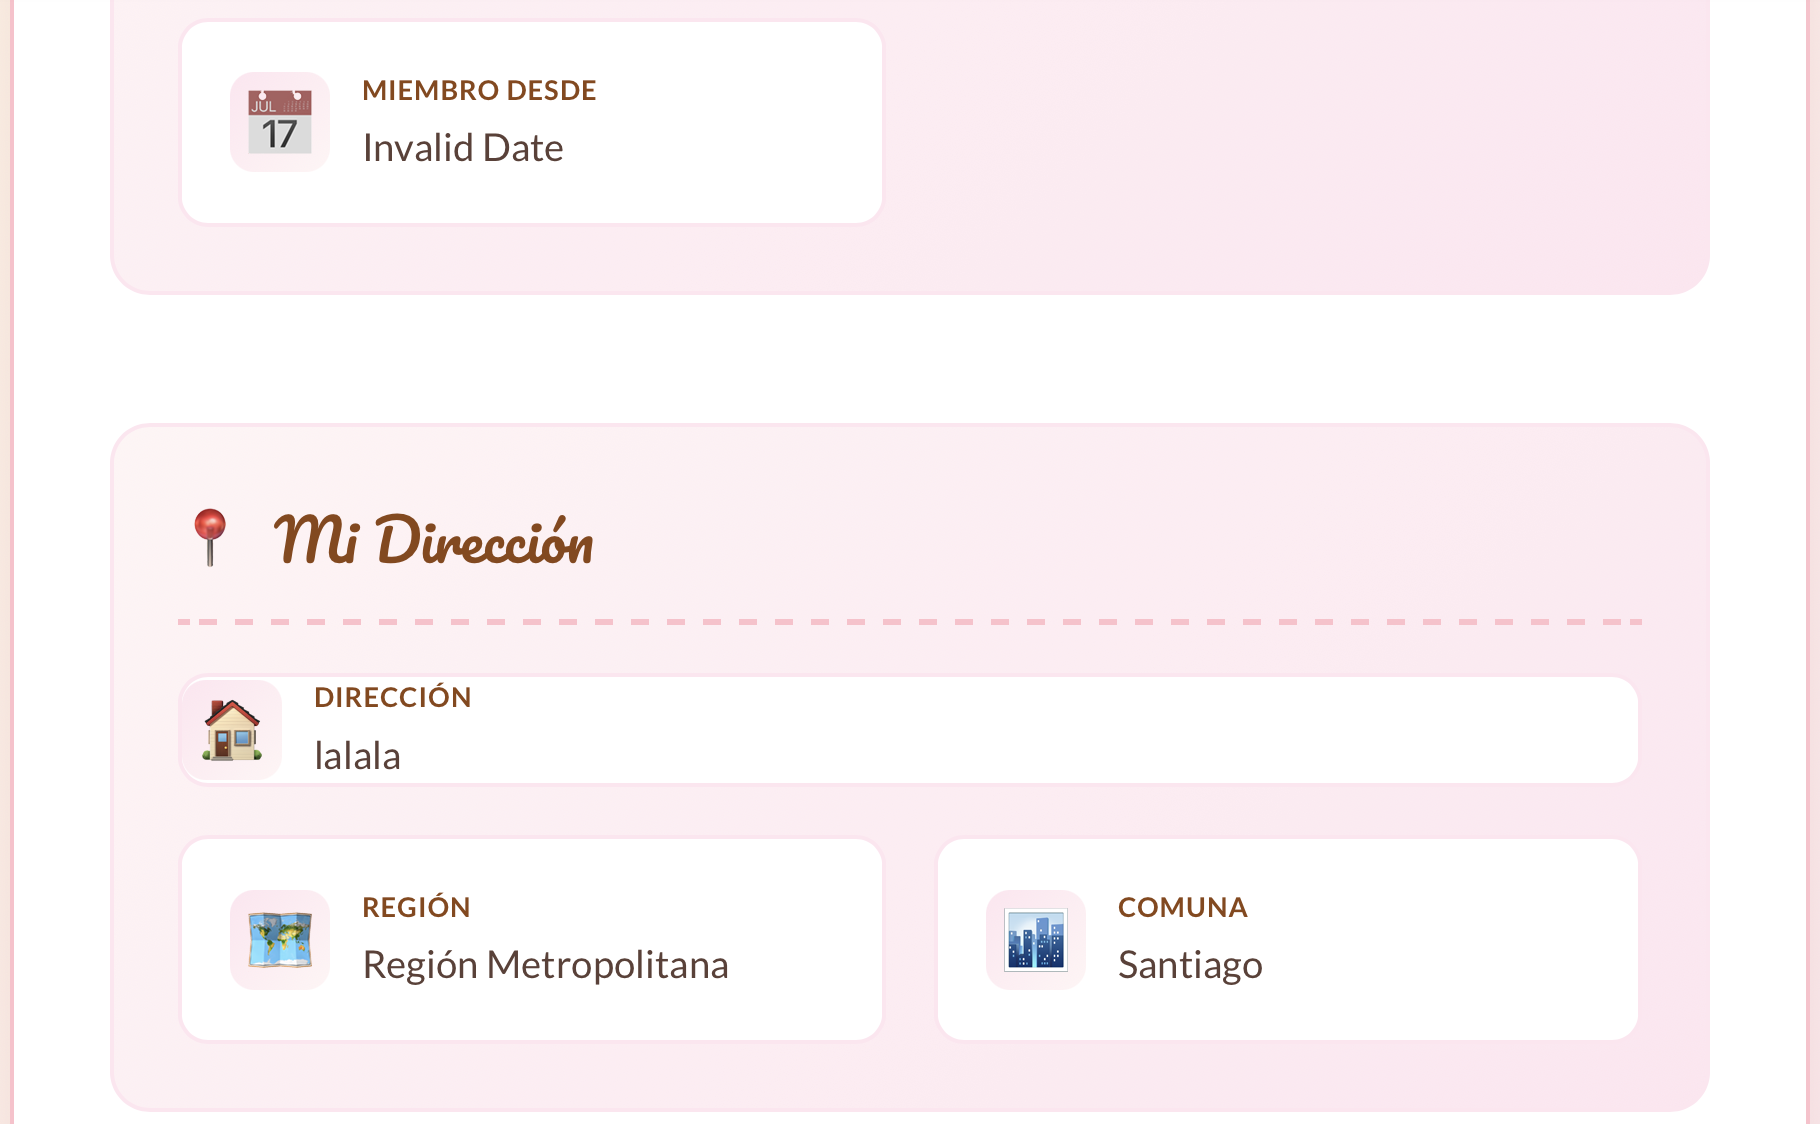 MIEMBRO DESDE
JUL
17
Invalid Date
Mi Dirección
DIRECCIÓN
lalala
REGIÓN
Región Metropolitana
COMUNA
Santiago